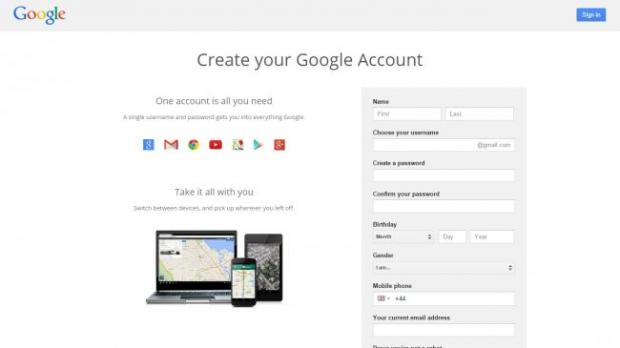 Google
Sign in
Create your Google Account
One account is all you need
A single username and password gets you into everything Google.
Take it all with you
Switch between devices, and pick up wherever you left off.
Name
First Last
Choose your username
@gmail.com
Create a password
Confirm your password
Birthday
Month Day Year
Gender
I am...
Mobile phone
+44
Your current email address